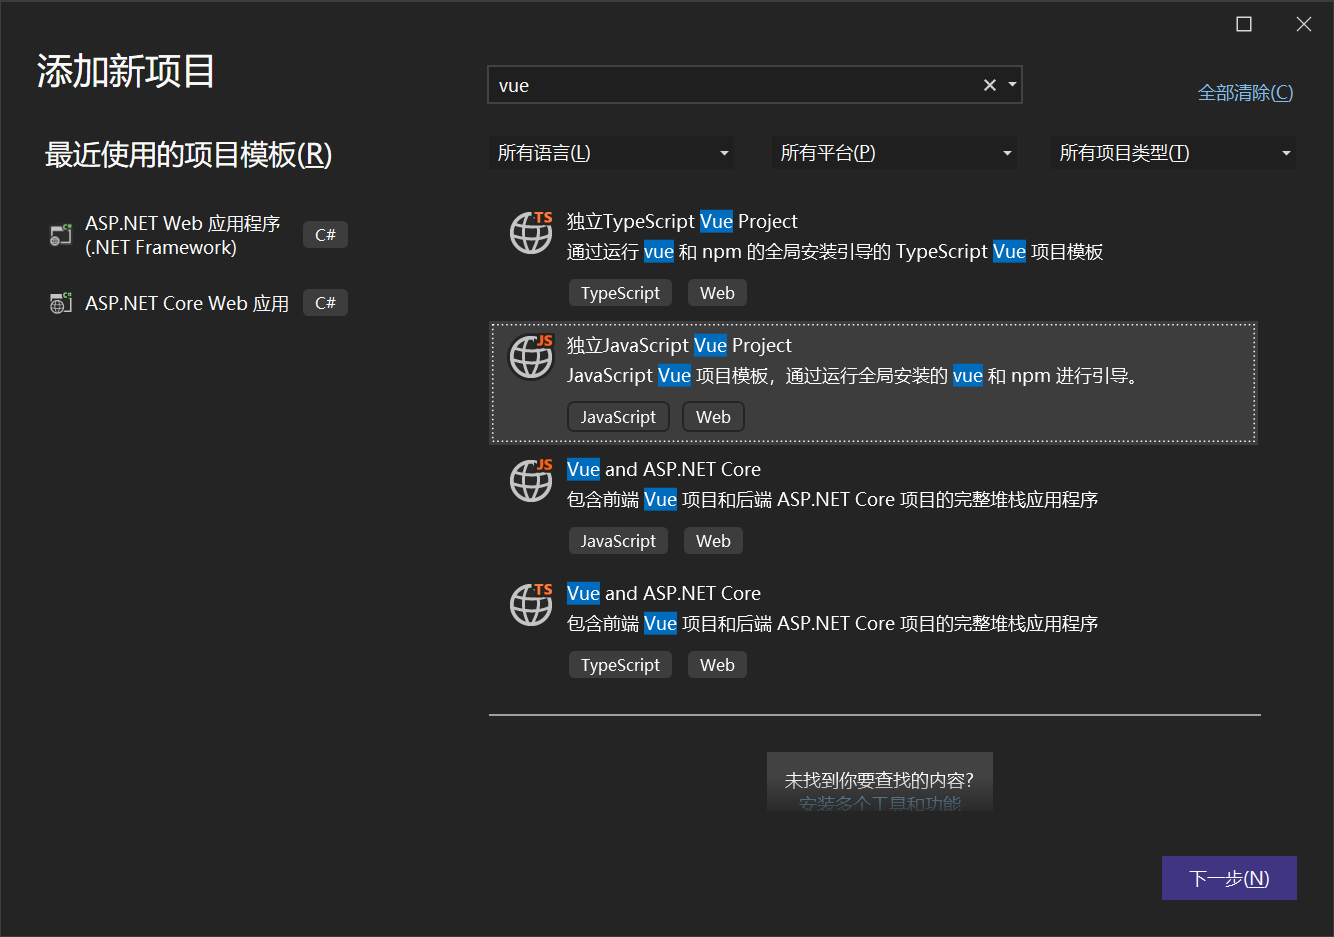 添加新项目
vue
全部清除(C)
最近使用的项目模板(R)
所有语言(L)
所有平台(P)
所有项目类型(T)
ASP.NET Web 应用程序
(.NET Framework)
C#
ASP.NET Core Web 应用
C#
独立TypeScript Vue Project
通过运行 vue 和 npm 的全局安装引导的 TypeScript Vue 项目模板
TypeScript
Web
独立JavaScript Vue Project
JavaScript Vue 项目模板，通过运行全局安装的 vue 和 npm 进行引导。
JavaScript
Web
Vue and ASP.NET Core
包含前端 Vue 项目和后端 ASP.NET Core 项目的完整堆栈应用程序
JavaScript
Web
Vue and ASP.NET Core
包含前端 Vue 项目和后端 ASP.NET Core 项目的完整堆栈应用程序
TypeScript
Web
未找到你要查找的内容?
安装多个工具和功能
下一步(N)